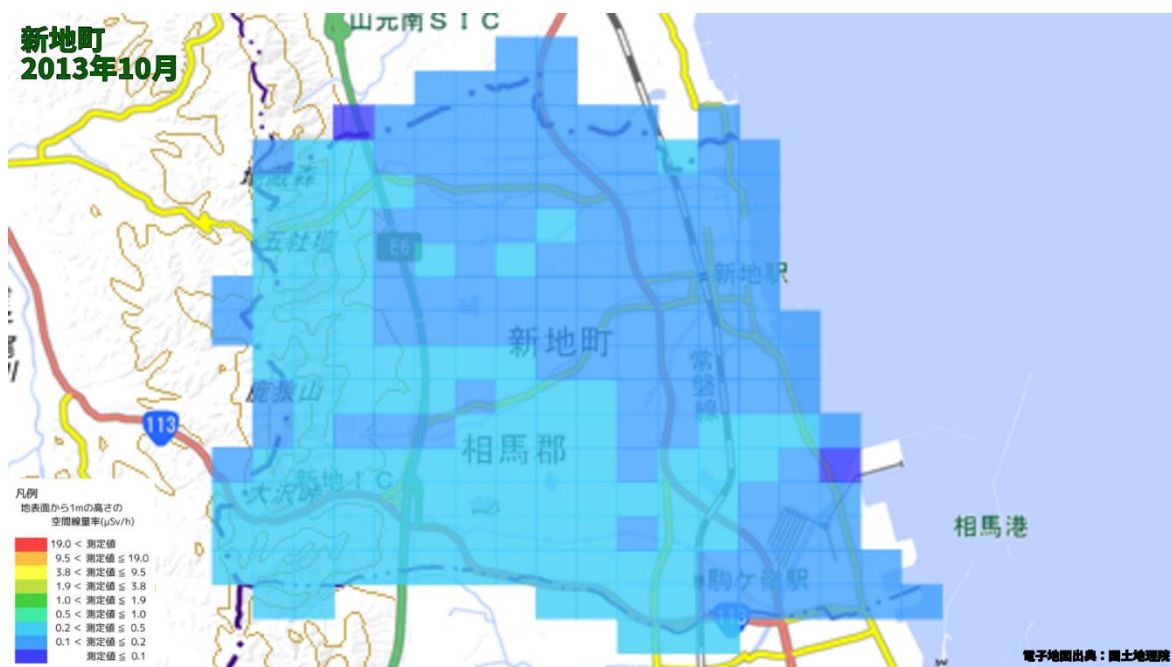 新地町
2013年10月
山元南ＳＩＣ
地蔵森
五社壇
E6
新地駅
新地町
常磐線
鹿狼山
113
相馬郡
新地ＩＣ
大沢峠
相馬港
駒ケ嶺駅
113
凡例
地表面から1mの高さの
空間線量率(μSv/h)
19.0 < 測定値
9.5 < 測定値 ≤ 19.0
3.8 < 測定値 ≤ 9.5
1.9 < 測定値 ≤ 3.8
1.0 < 測定値 ≤ 1.9
0.5 < 測定値 ≤ 1.0
0.2 < 測定値 ≤ 0.5
0.1 < 測定値 ≤ 0.2
測定値 ≤ 0.1
電子地図出典：国土地理院